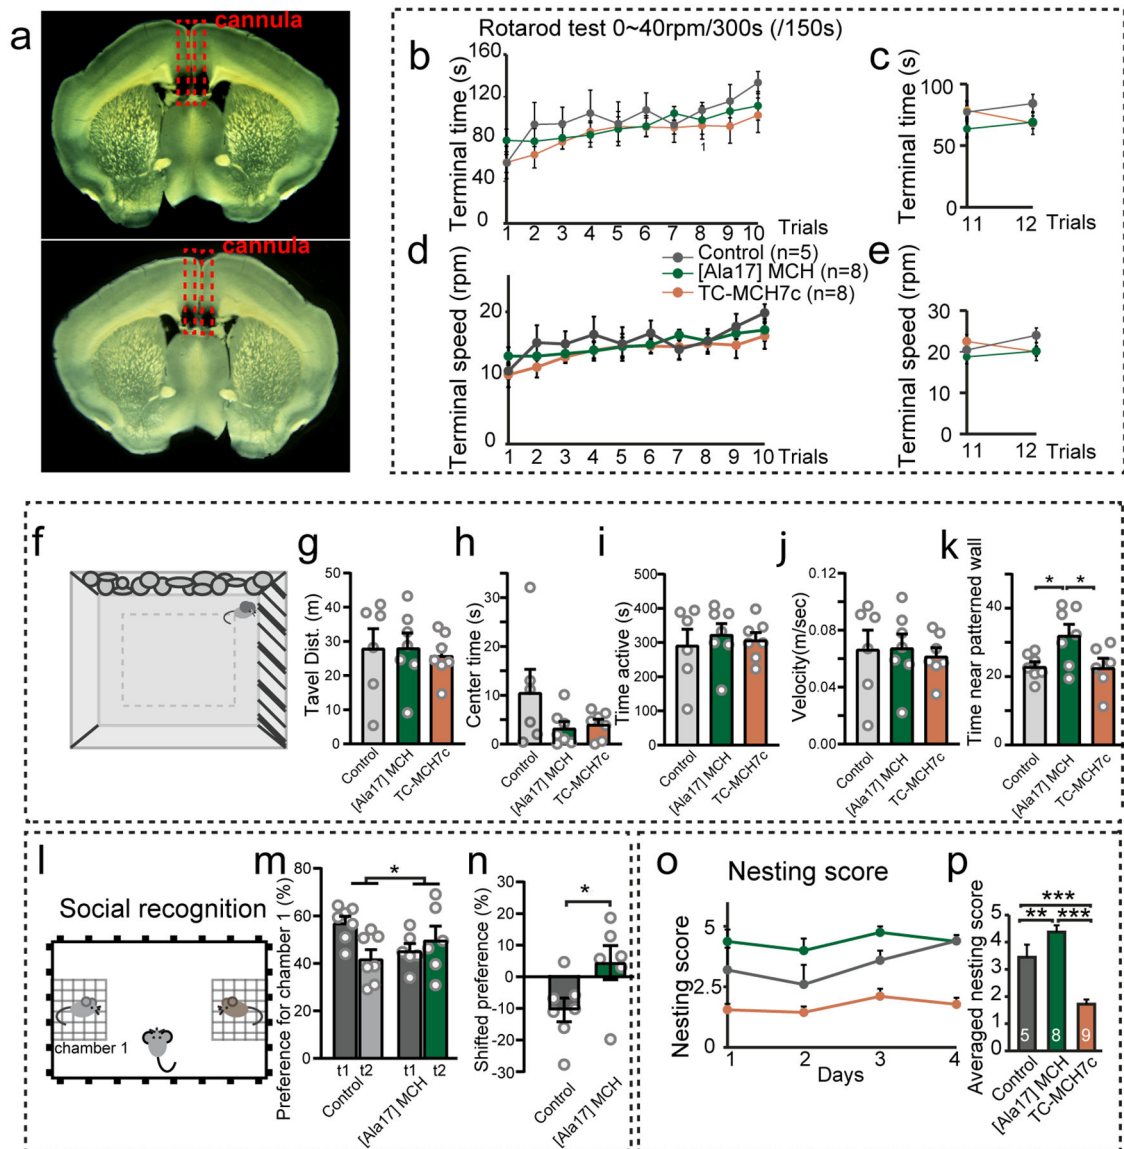 a
cannula
cannula
Rotarod test 0~40rpm/300s (/150s)
b
Terminal time (s)
160
120
80
40
0
1
1 2 3 4 5 6 7 8 9 10 Trials
c
Terminal time (s)
100
50
0
11 12 Trials
d
Terminal speed (rpm)
20
10
0
1 2 3 4 5 6 7 8 9 10 Trials
Control (n=5)
[Ala17] MCH (n=8)
TC-MCH7c (n=8)
e
Terminal speed (rpm)
30
20
10
0
11 12 Trials
f
g
Tavel Dist. (m)
50
40
30
20
10
0
Control
[Ala17] MCH
TC-MCH7c
h
Center time (s)
30
20
10
0
Control
[Ala17] MCH
TC-MCH7c
i
Time active (s)
500
400
300
200
100
0
Control
[Ala17] MCH
TC-MCH7c
j
Velocity(m/sec)
0.12
0.08
0.04
0.00
Control
[Ala17] MCH
TC-MCH7c
k
Time near patterned wall
40
20
0
* *
Control
[Ala17] MCH
TC-MCH7c
l
Social recognition
chamber 1
m
Preference for chamber 1 (%)
80
60
40
20
0
*
t1 t2 t1 t2
Control
[Ala17] MCH
n
Shifted preference (%)
30
20
10
0
-10
-20
-30
*
Control
[Ala17] MCH
o
Nesting score
Nesting score
5
2.5
0
1 2 3 4
Days
p
Averaged nesting score
5
4
3
2
1
0
***
** ***
5 8 9
Control
[Ala17] MCH
TC-MCH7c